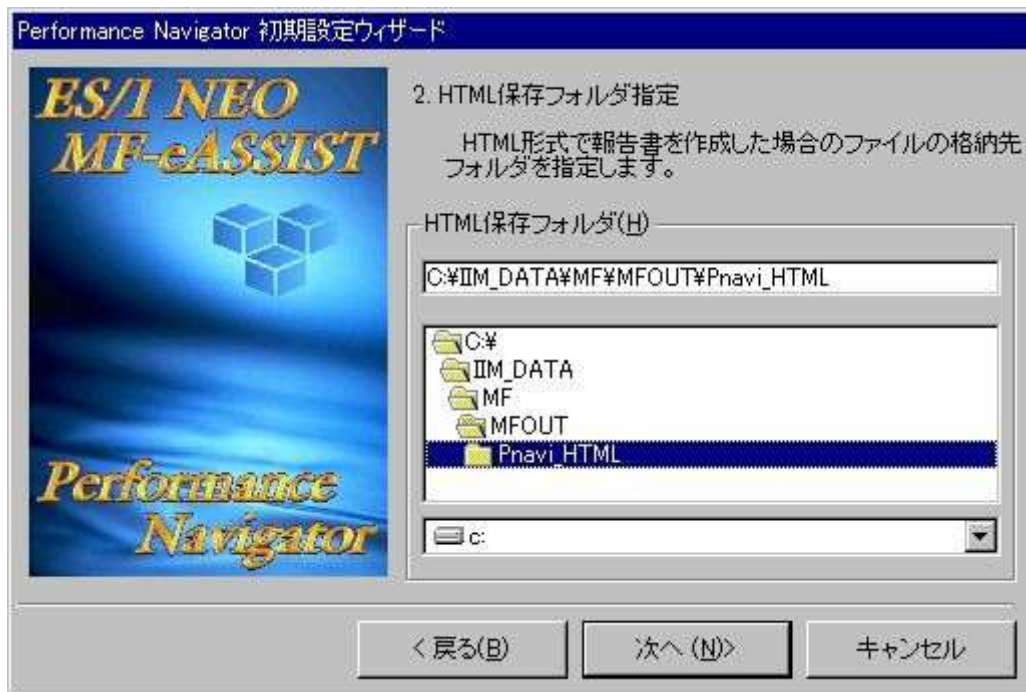 Performance Navigator 初期設定ウィザード
ES/1 NEO
MF-eASSIST
Performance
Navigator
2. HTML保存フォルダ指定
HTML形式で報告書を作成した場合のファイルの格納先
フォルダを指定します。
HTML保存フォルダ(H)
C:¥IIM_DATA¥MF¥MFOUT¥Pnavi_HTML
C:¥
IIM_DATA
MF
MFOUT
Pnavi_HTML
c:
< 戻る(B)
次へ (N)>
キャンセル